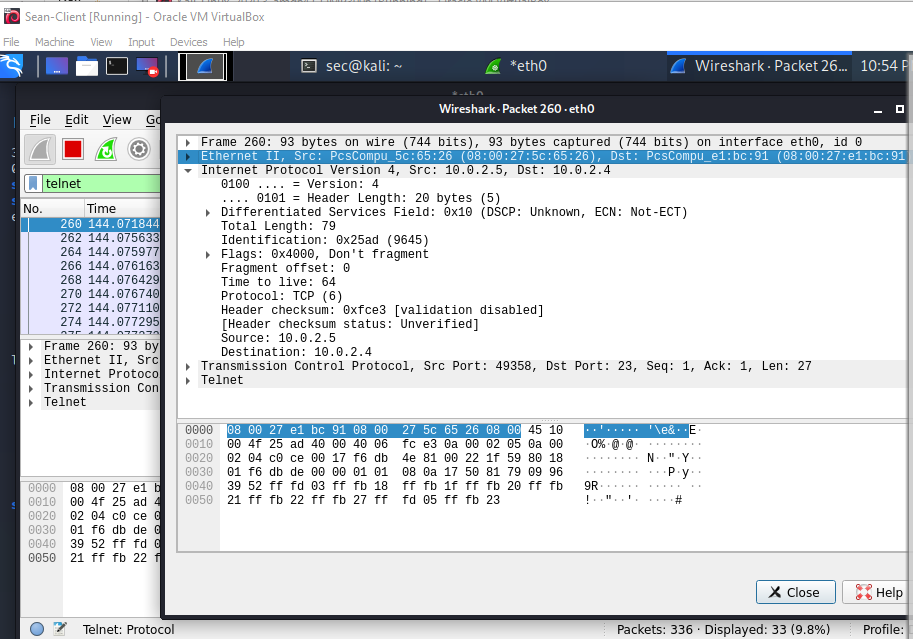 Sean-Client [Running] - Oracle VM VirtualBox
File Machine View Input Devices Help
sec@kali: ~ *eth0 Wireshark · Packet 26... 10:54 P
Wireshark · Packet 260 · eth0
File Edit View Go
telnet
No. Time
260 144.071844
262 144.075633
264 144.075977
266 144.076163
268 144.076429
270 144.076740
272 144.077110
274 144.077295
Frame 260: 93 by
Ethernet II, Src
Internet Protoco
Transmission Con
Telnet
0000 08 00 27 e1 b
0010 00 4f 25 ad 4
0020 02 04 c0 ce 0
0030 01 f6 db de 0
0040 39 52 ff fd 0
0050 21 ff fb 22 f
Frame 260: 93 bytes on wire (744 bits), 93 bytes captured (744 bits) on interface eth0, id 0
Ethernet II, Src: PcsCompu_5c:65:26 (08:00:27:5c:65:26), Dst: PcsCompu_e1:bc:91 (08:00:27:e1:bc:91
Internet Protocol Version 4, Src: 10.0.2.5, Dst: 10.0.2.4
0100 .... = Version: 4
.... 0101 = Header Length: 20 bytes (5)
Differentiated Services Field: 0x10 (DSCP: Unknown, ECN: Not-ECT)
Total Length: 79
Identification: 0x25ad (9645)
Flags: 0x4000, Don't fragment
Fragment offset: 0
Time to live: 64
Protocol: TCP (6)
Header checksum: 0xfce3 [validation disabled]
[Header checksum status: Unverified]
Source: 10.0.2.5
Destination: 10.0.2.4
Transmission Control Protocol, Src Port: 49358, Dst Port: 23, Seq: 1, Ack: 1, Len: 27
Telnet
0000 08 00 27 e1 bc 91 08 00 27 5c 65 26 08 00 45 10 ··'····· '\e&··E·
0010 00 4f 25 ad 40 00 40 06 fc e3 0a 00 02 05 0a 00 ·O%·@·@· ········
0020 02 04 c0 ce 00 17 f6 db 4e 81 00 22 1f 59 80 18 ········ N··"·Y··
0030 01 f6 db de 00 00 01 01 08 0a 17 50 81 79 09 96 ········ ···P·y··
0040 39 52 ff fd 03 ff fb 18 ff fb 1f ff fb 20 ff fb 9R······ ····· ··
0050 21 ff fb 22 ff fb 27 ff fd 05 ff fb 23 !··"··'· ····#
Close Help
Telnet: Protocol Packets: 336 · Displayed: 33 (9.8%) Profile: